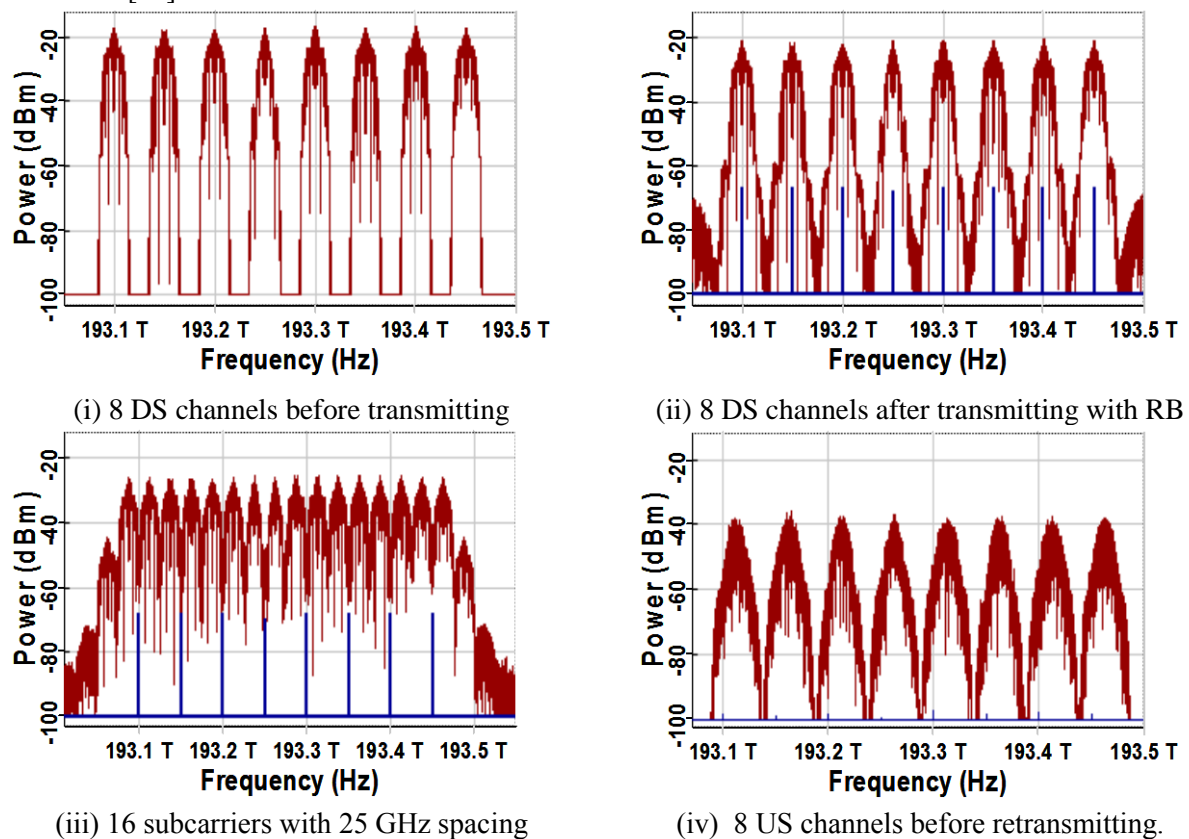 -20
-40
-60
-80
-100
Power (dBm)
193.1 T 193.2 T 193.3 T 193.4 T 193.5 T
Frequency (Hz)
(i) 8 DS channels before transmitting
-20
-40
-60
-80
-100
Power (dBm)
193.1 T 193.2 T 193.3 T 193.4 T 193.5 T
Frequency (Hz)
(ii) 8 DS channels after transmitting with RB
-20
-40
-60
-80
-100
Power (dBm)
193.1 T 193.2 T 193.3 T 193.4 T 193.5 T
Frequency (Hz)
(iii) 16 subcarriers with 25 GHz spacing
-20
-40
-60
-80
-100
Power (dBm)
193.1 T 193.2 T 193.3 T 193.4 T 193.5 T
Frequency (Hz)
(iv) 8 US channels before retransmitting.